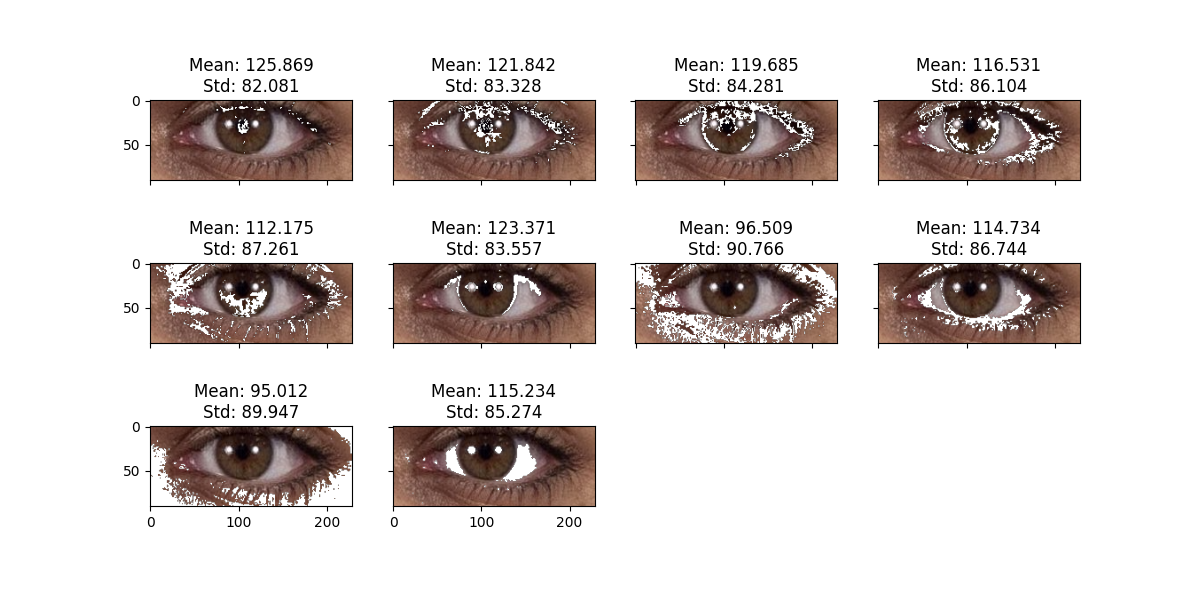 Mean: 125.869
Std: 82.081
Mean: 121.842
Std: 83.328
Mean: 119.685
Std: 84.281
Mean: 116.531
Std: 86.104
0
50
Mean: 112.175
Std: 87.261
Mean: 123.371
Std: 83.557
Mean: 96.509
Std: 90.766
Mean: 114.734
Std: 86.744
0
50
Mean: 95.012
Std: 89.947
Mean: 115.234
Std: 85.274
0
50
0 100 200
0 100 200